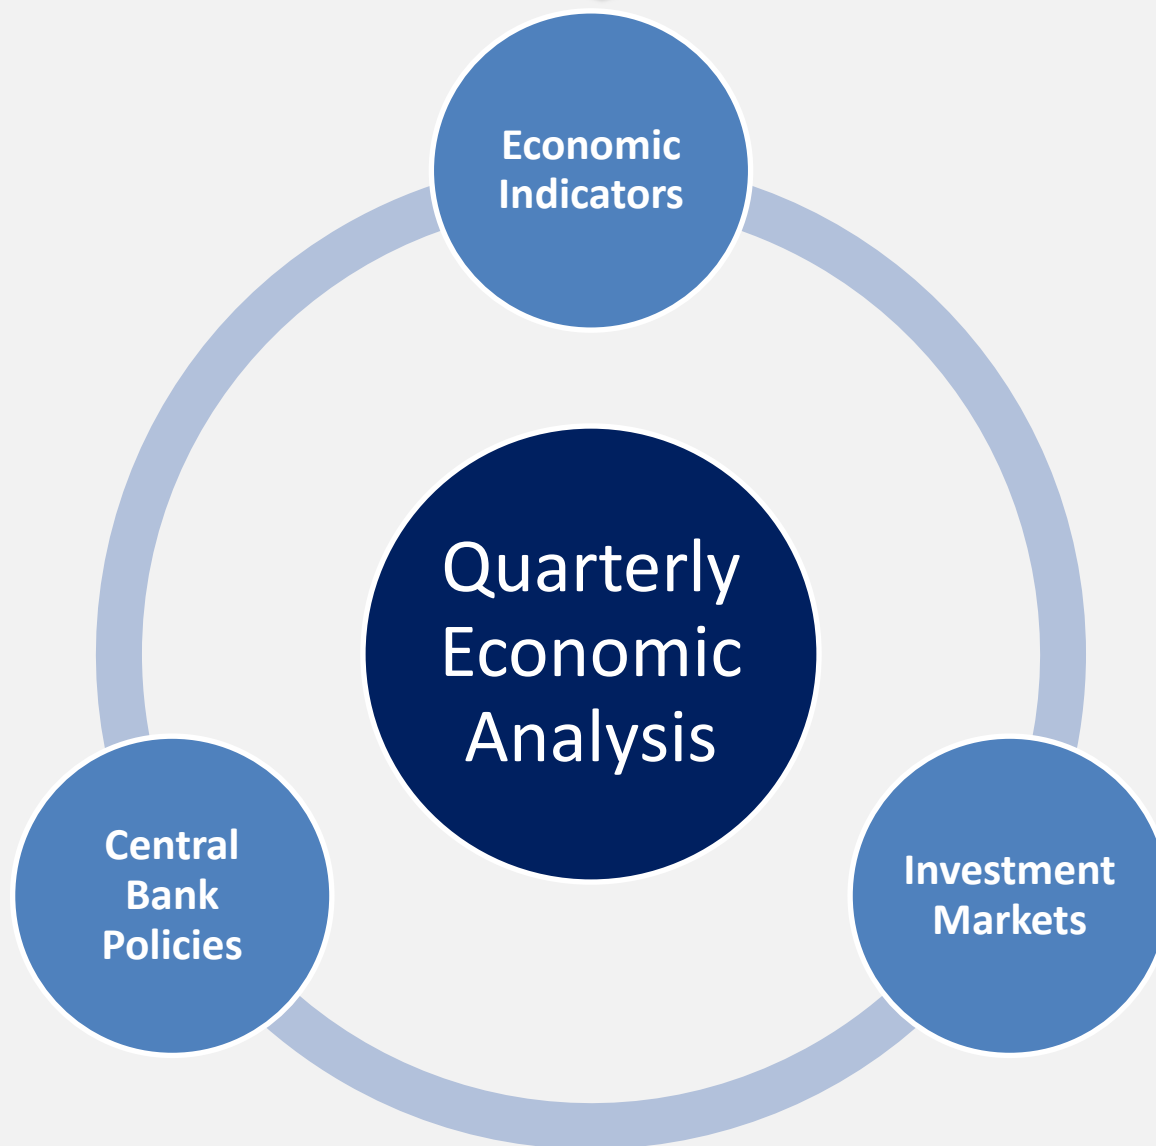 Economic
Indicators
Quarterly
Economic
Analysis
Central
Bank
Policies
Investment
Markets